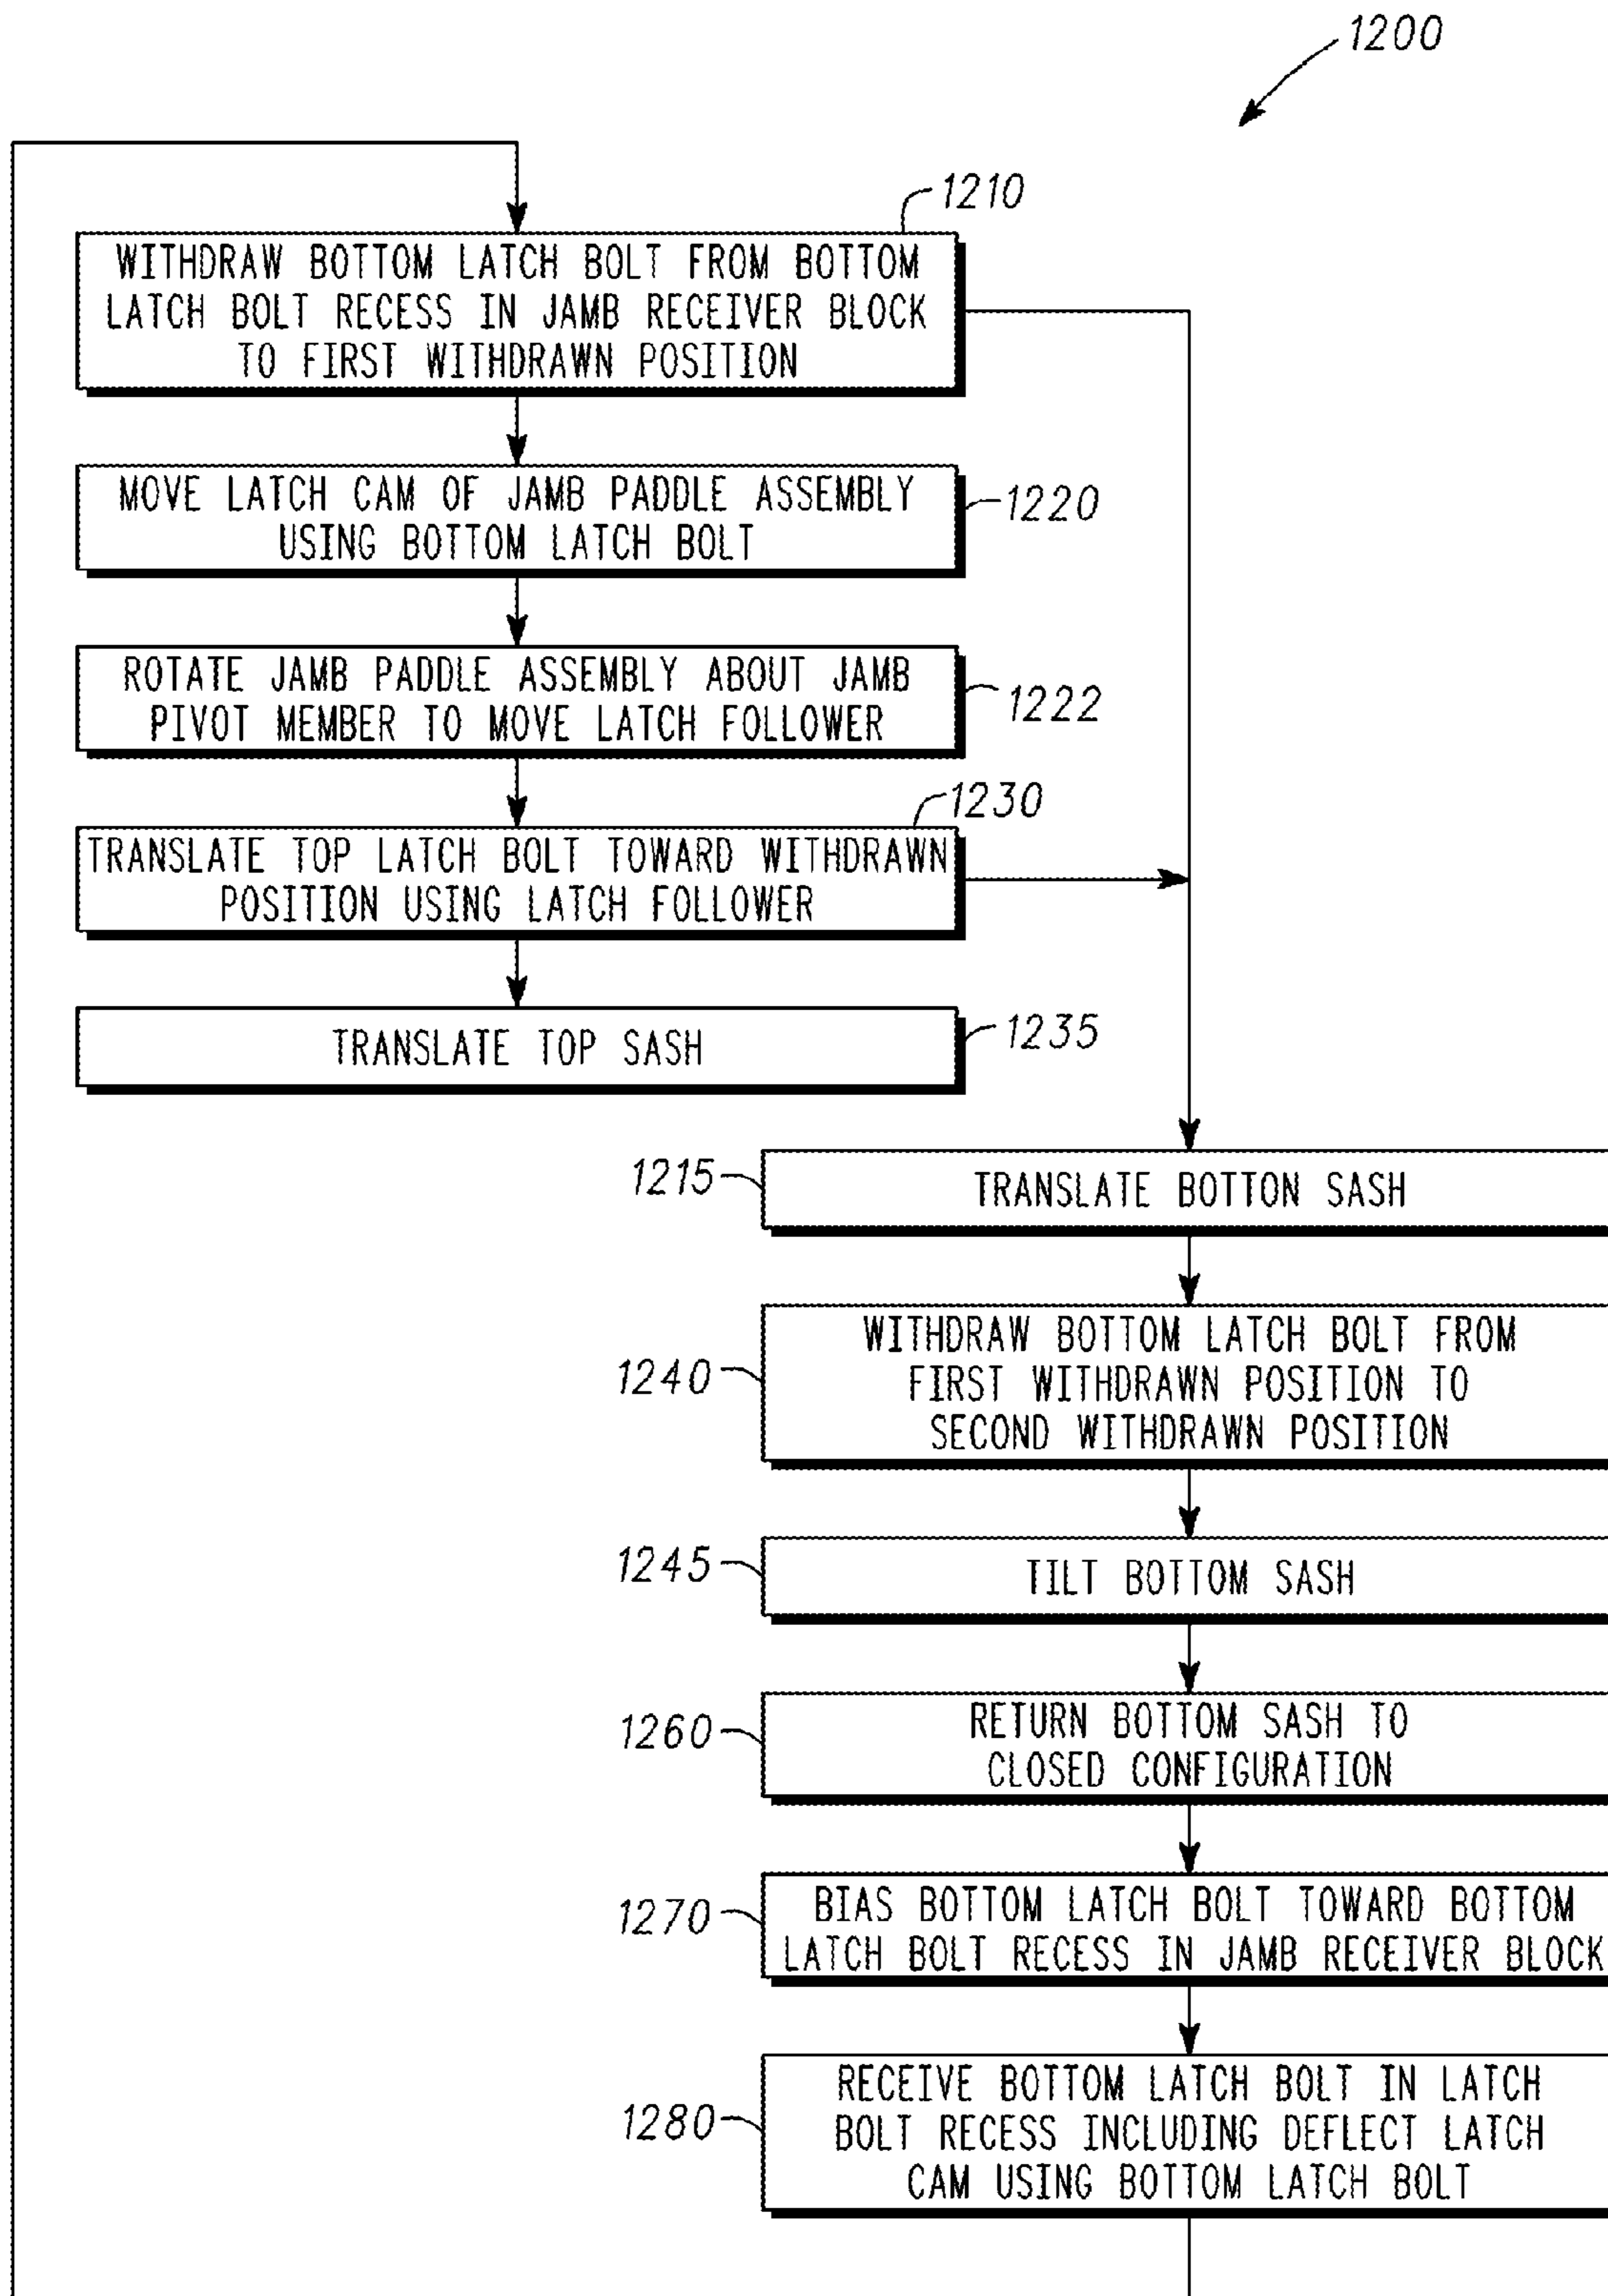 1200
1210
WITHDRAW BOTTOM LATCH BOLT FROM BOTTOM
LATCH BOLT RECESS IN JAMB RECEIVER BLOCK
TO FIRST WITHDRAWN POSITION
MOVE LATCH CAM OF JAMB PADDLE ASSEMBLY
USING BOTTOM LATCH BOLT
1220
ROTATE JAMB PADDLE ASSEMBLY ABOUT JAMB
PIVOT MEMBER TO MOVE LATCH FOLLOWER
1222
1230
TRANSLATE TOP LATCH BOLT TOWARD WITHDRAWN
POSITION USING LATCH FOLLOWER
TRANSLATE TOP SASH
1235
1215
TRANSLATE BOTTON SASH
1240
WITHDRAW BOTTOM LATCH BOLT FROM
FIRST WITHDRAWN POSITION TO
SECOND WITHDRAWN POSITION
1245
TILT BOTTOM SASH
1260
RETURN BOTTOM SASH TO
CLOSED CONFIGURATION
1270
BIAS BOTTOM LATCH BOLT TOWARD BOTTOM
LATCH BOLT RECESS IN JAMB RECEIVER BLOCK
1280
RECEIVE BOTTOM LATCH BOLT IN LATCH
BOLT RECESS INCLUDING DEFLECT LATCH
CAM USING BOTTOM LATCH BOLT